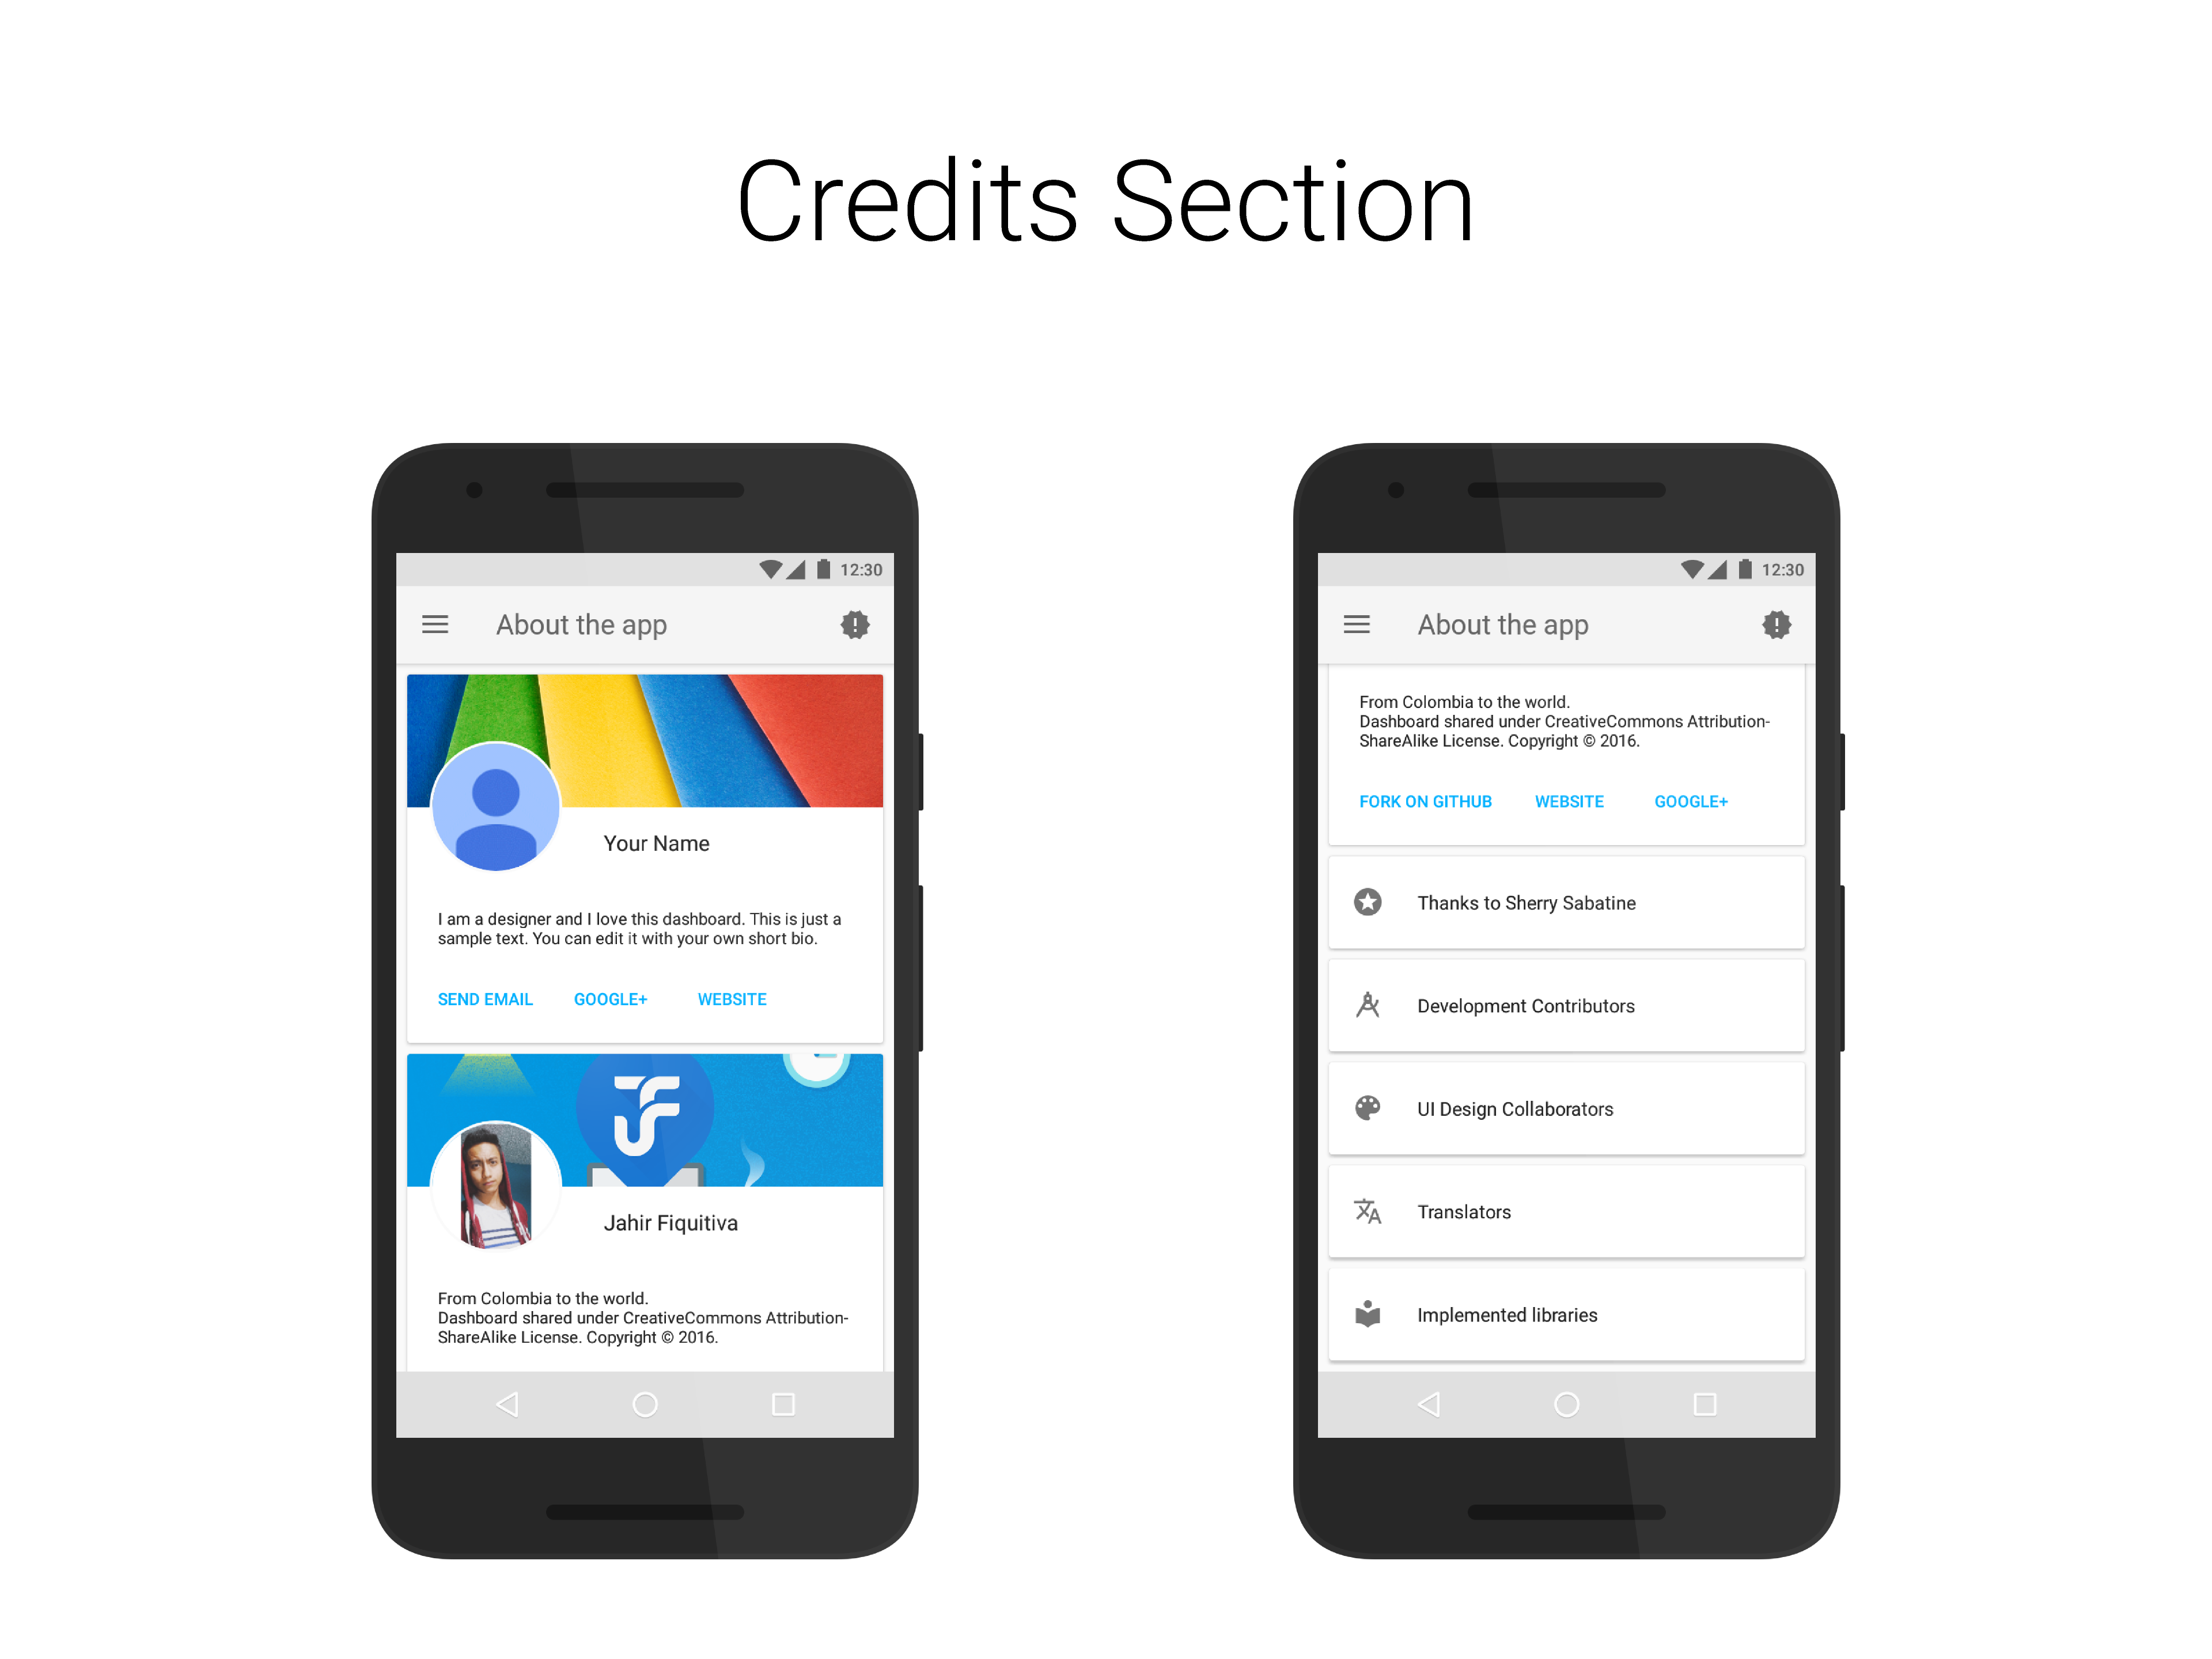 Credits Section
12:30
About the app
Your Name
I am a designer and I love this dashboard. This is just a
sample text. You can edit it with your own short bio.
SEND EMAIL GOOGLE+ WEBSITE
Jahir Fiquitiva
From Colombia to the world.
Dashboard shared under CreativeCommons Attribution-
ShareAlike License. Copyright © 2016.
12:30
About the app
From Colombia to the world.
Dashboard shared under CreativeCommons Attribution-
ShareAlike License. Copyright © 2016.
FORK ON GITHUB WEBSITE GOOGLE+
Thanks to Sherry Sabatine
Development Contributors
UI Design Collaborators
Translators
Implemented libraries